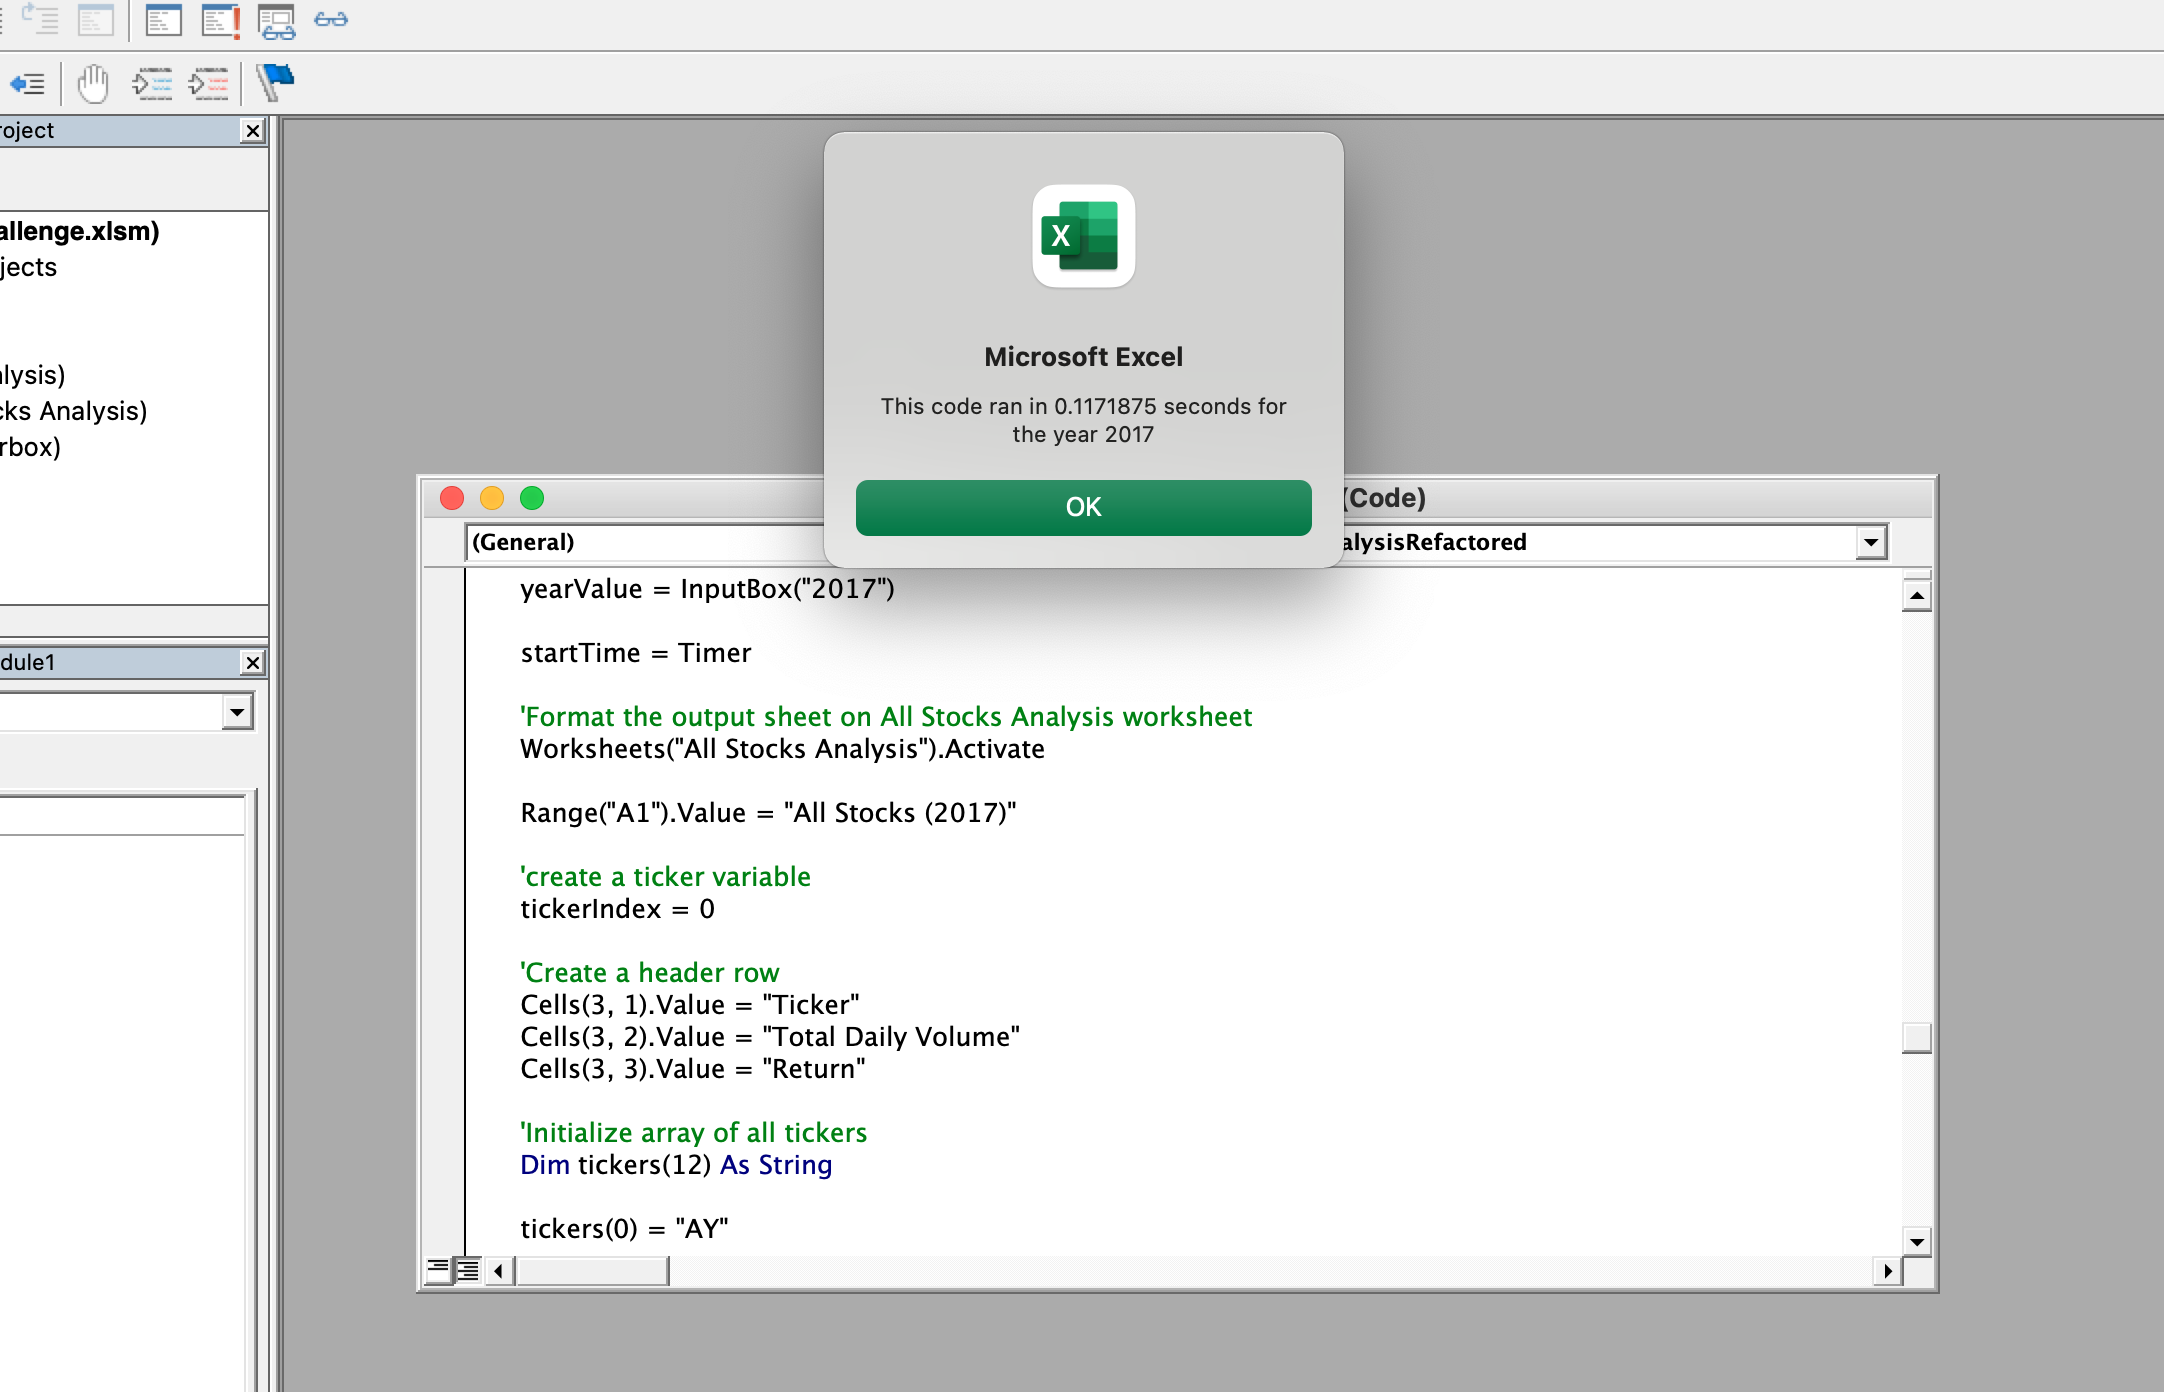 roject
allenge.xlsm)
jects
lysis)
cks Analysis)
rbox)
dule1
X
Microsoft Excel
This code ran in 0.1171875 seconds for
the year 2017
OK
(Code)
(General)
alysisRefactored
yearValue = InputBox("2017")
startTime = Timer
'Format the output sheet on All Stocks Analysis worksheet
Worksheets("All Stocks Analysis").Activate
Range("A1").Value = "All Stocks (2017)"
'create a ticker variable
tickerIndex = 0
'Create a header row
Cells(3, 1).Value = "Ticker"
Cells(3, 2).Value = "Total Daily Volume"
Cells(3, 3).Value = "Return"
'Initialize array of all tickers
Dim tickers(12) As String
tickers(0) = "AY"